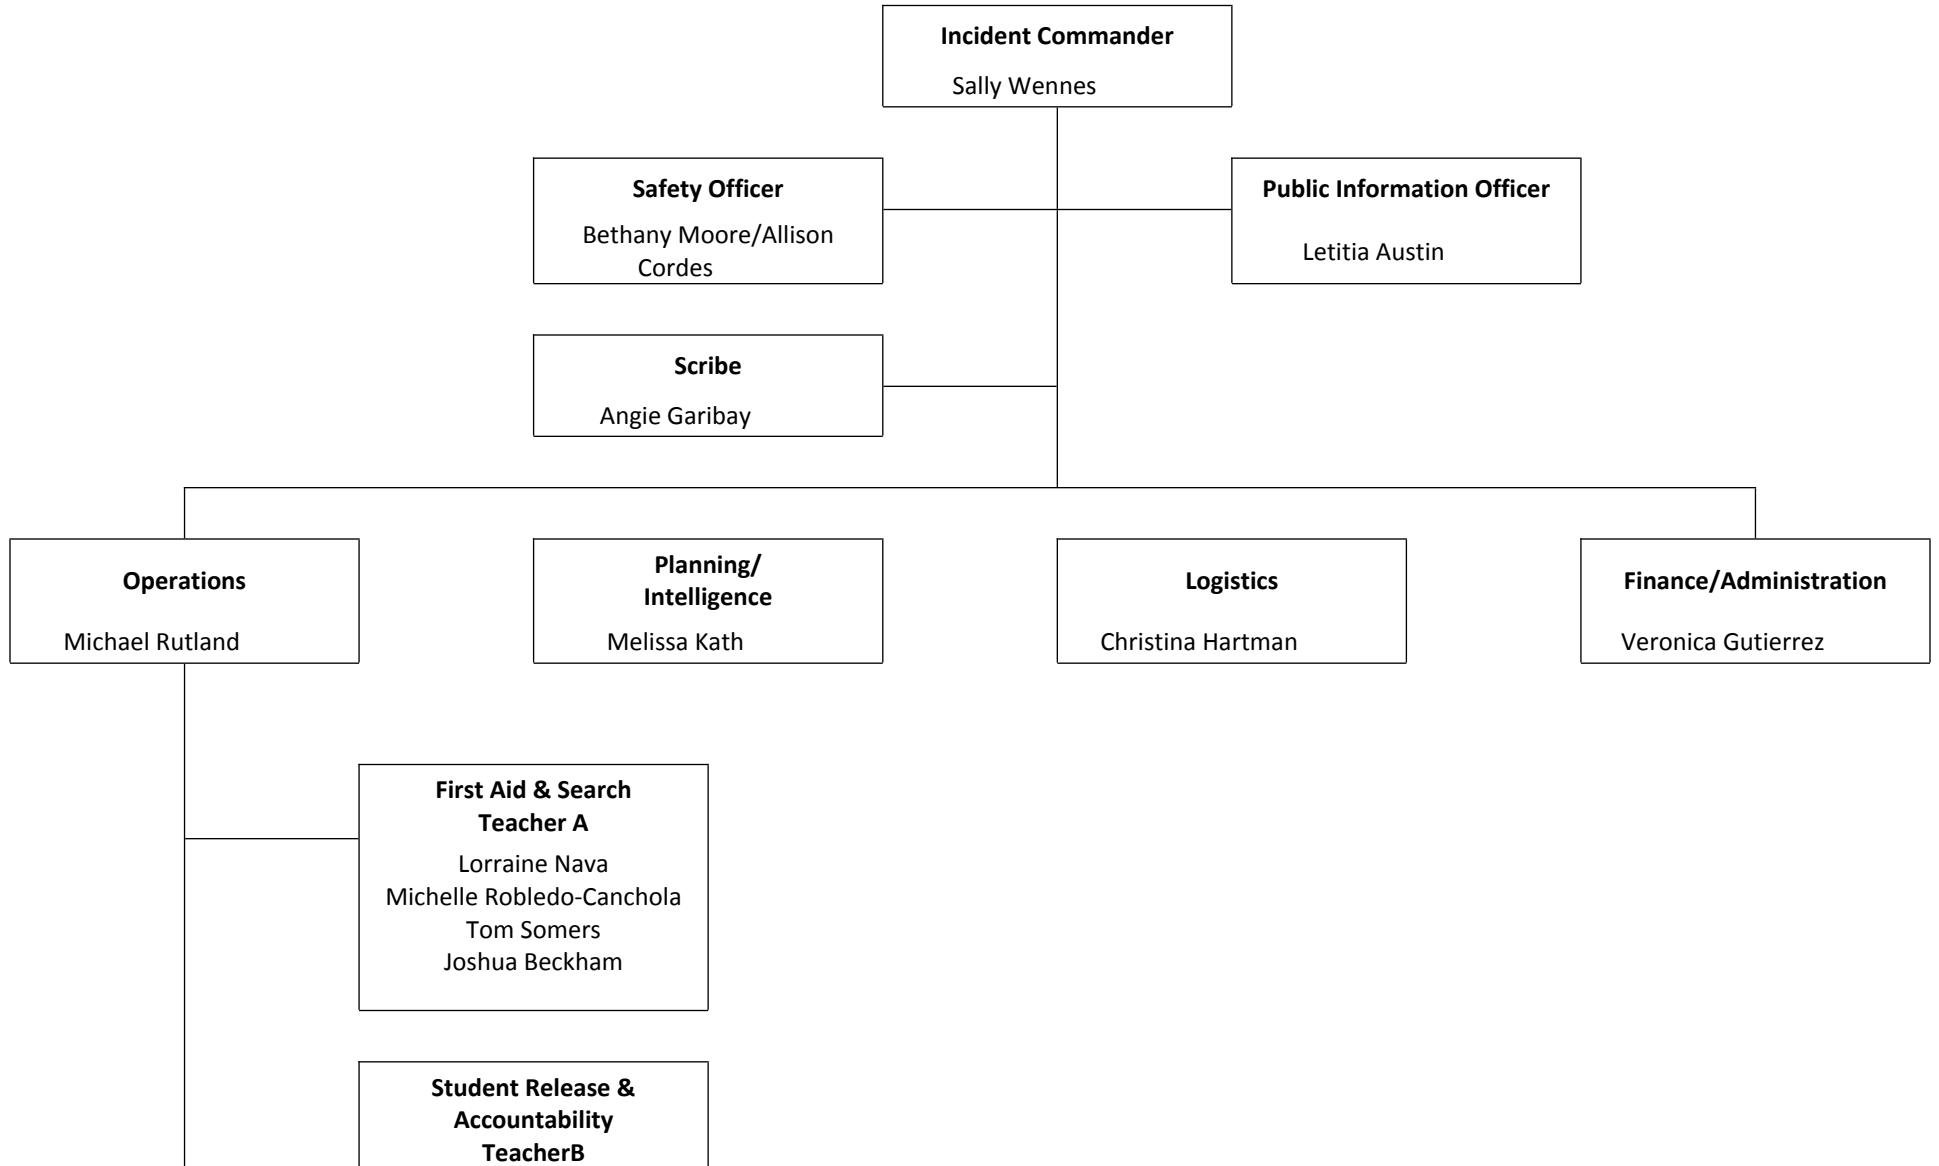 Incident Commander
Sally Wennes
Safety Officer
Bethany Moore/Allison
Cordes
Public Information Officer
Letitia Austin
Scribe
Angie Garibay
Operations
Michael Rutland
Planning/
Intelligence
Melissa Kath
Logistics
Christina Hartman
Finance/Administration
Veronica Gutierrez
First Aid & Search
Teacher A
Lorraine Nava
Michelle Robledo-Canchola
Tom Somers
Joshua Beckham
Student Release &
Accountability
TeacherB